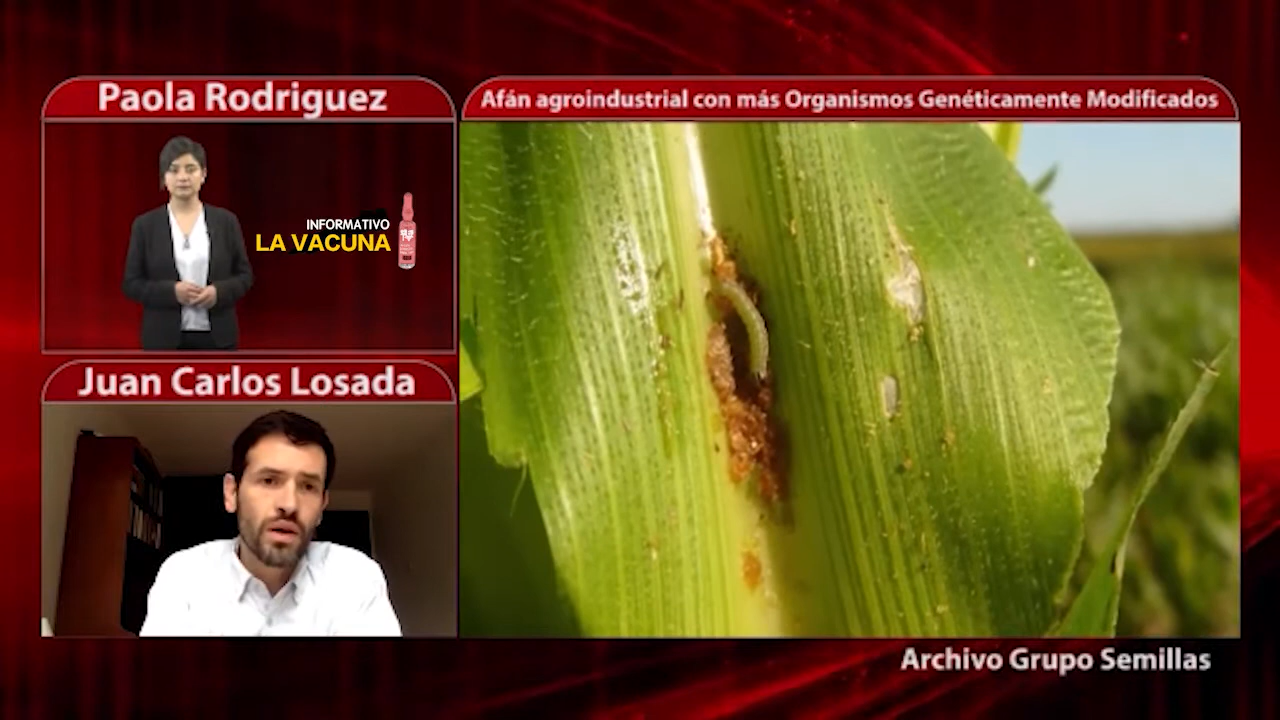 Paola Rodriguez
Afán agroindustrial con más Organismos Genéticamente Modificados
INFORMATIVO
LA VACUNA
Juan Carlos Losada
Archivo Grupo Semillas